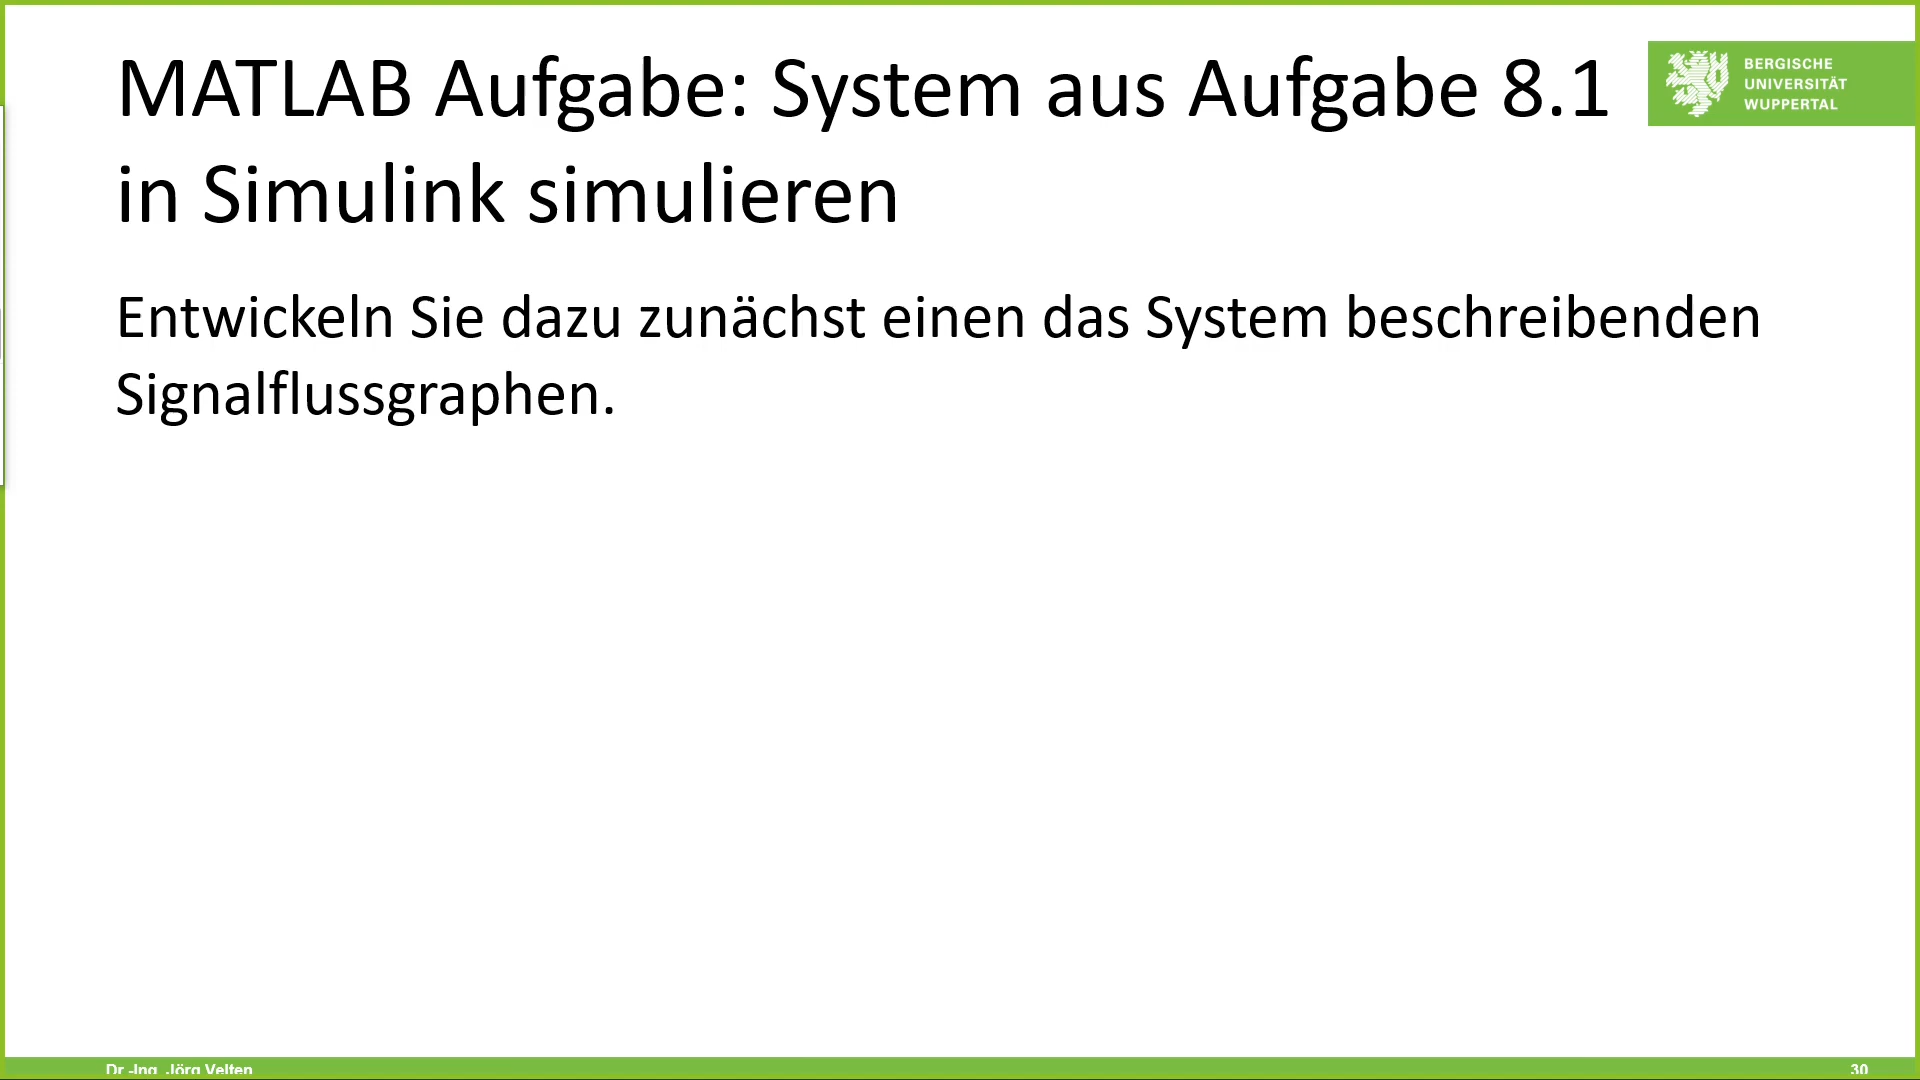 MATLAB Aufgabe: System aus Aufgabe 8.1
in Simulink simulieren
BERGISCHE
UNIVERSITÄT
WUPPERTAL
Entwickeln Sie dazu zunächst einen das System beschreibenden
Signalflussgraphen.
Dr.-Ing. Jörg Velten
30